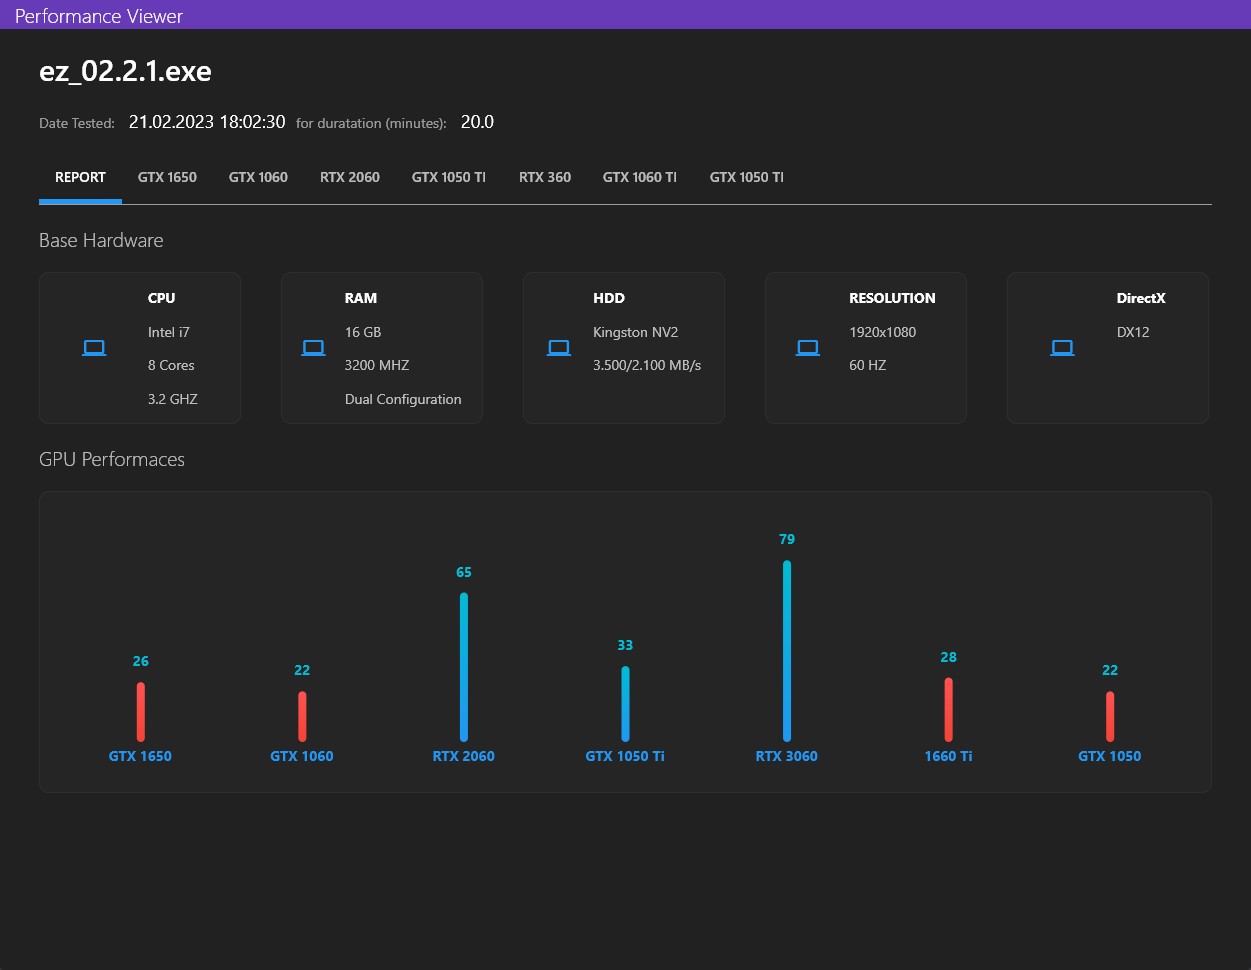 Performance Viewer
ez_02.2.1.exe
Date Tested: 21.02.2023 18:02:30 for duratation (minutes): 20.0
REPORT GTX 1650 GTX 1060 RTX 2060 GTX 1050 TI RTX 360 GTX 1060 TI GTX 1050 TI
Base Hardware
CPU
Intel i7
8 Cores
3.2 GHZ
RAM
16 GB
3200 MHZ
Dual Configuration
HDD
Kingston NV2
3.500/2.100 MB/s
RESOLUTION
1920x1080
60 HZ
DirectX
DX12
GPU Performaces
26 22 65 33 79 28 22
GTX 1650 GTX 1060 RTX 2060 GTX 1050 Ti RTX 3060 1660 Ti GTX 1050